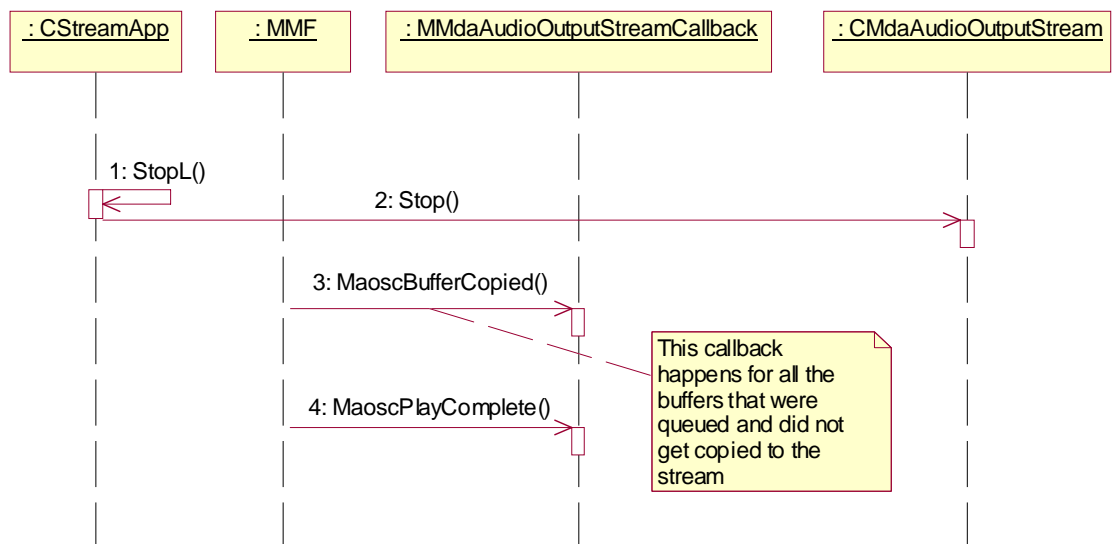 : CStreamApp
: MMF
: MMdaAudioOutputStreamCallback
: CMdaAudioOutputStream
1: StopL()
2: Stop()
3: MaoscBufferCopied()
This callback
happens for all the
buffers that were
queued and did not
get copied to the
stream
4: MaoscPlayComplete()